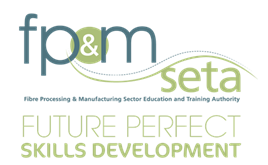 fp&m
seta
Fibre Processing & Manufacturing Sector Education and Training Authority
FUTURE PERFECT
SKILLS DEVELOPMENT